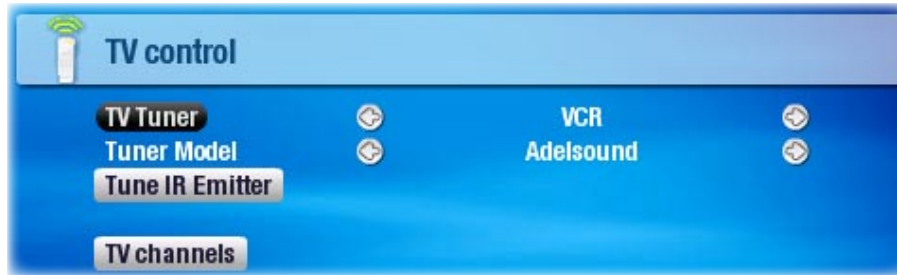 TV control
TV Tuner VCR
Tuner Model Adelsound
Tune IR Emitter
TV channels